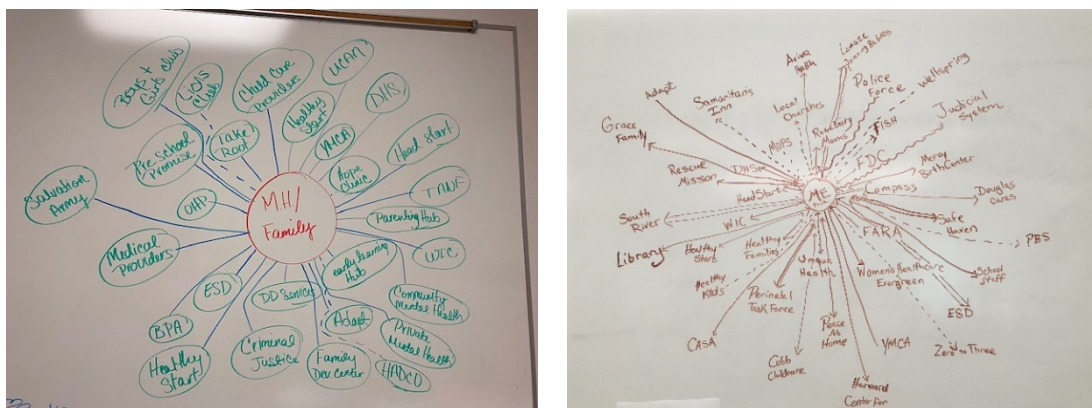 Boys +
Girls Club
Lion's
Club
Child Care
Providers
UCAN
DHS
Healthy
Start
YMCA
Take
Root
Pre School
Promise
Head Start
Hope
Clinic
TANF
Salvation
Army
OHP
M.H/
Family
Parenting Hub
WIC
Medical
Providers
early learning
Hub
ESD
DD Services
Community
Mental Health
BPA
Adapt
Private
Mental Health
Healthy
Start
Criminal
Justice
Family
Dev. Center
HADCO
Adapt
Samaritan
Inn
Ariva
Health
Police
Force
Wellspring
Local
Churches
Roseburg
Moms
FISH
Judicial
System
Grace
Family
MOPS
Rescue
Mission
DHS
FDC
Mercy
Birth Center
Head Start
ME
Compass
Douglas
Cares
South
River
WIC
FARA
Safe
Haven
PBS
Library
Healthy
Start
Healthy
Families
Umpqua
Health
Women's Healthcare
Evergreen
School
Staff
Healthy
Kids
Perinatal
Task Force
ESD
CASA
Peace
At
Home
YMCA
Zero to Three
Cobb
Childcare
Harvard
Center For